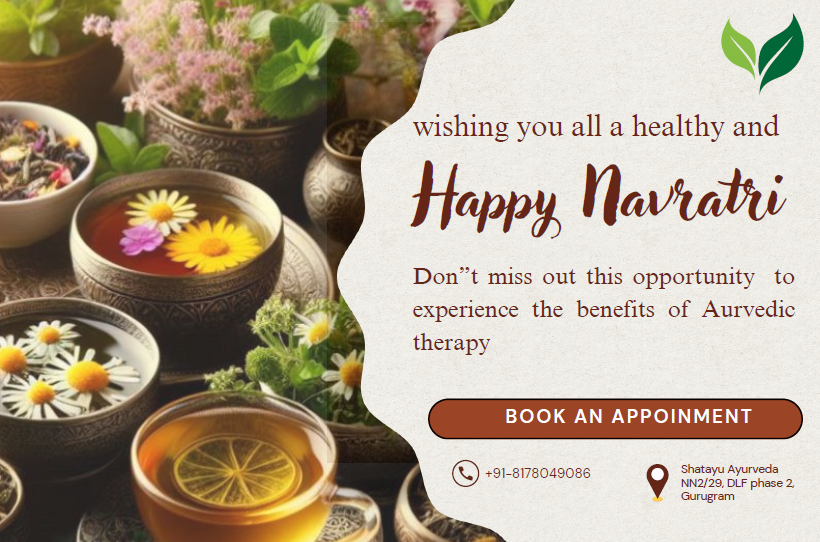 wishing you all a healthy and
Happy Navratri
Don”t miss out this opportunity to
experience the benefits of Aurvedic
therapy
BOOK AN APPOINMENT
+91-8178049086
Shatayu Ayurveda
NN2/29, DLF phase 2,
Gurugram